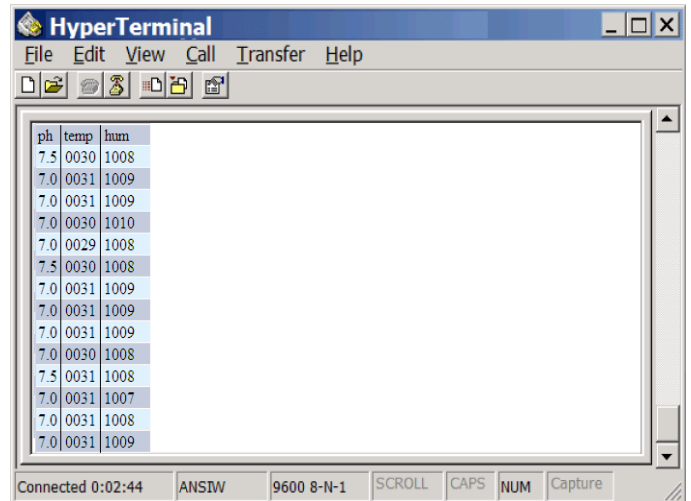 HyperTerminal
File Edit View Call Transfer Help
ph temp hum
7.5 0030 1008
7.0 0031 1009
7.0 0031 1009
7.0 0030 1010
7.0 0029 1008
7.5 0030 1008
7.0 0031 1009
7.0 0031 1009
7.0 0031 1009
7.0 0030 1008
7.5 0031 1008
7.0 0031 1007
7.0 0031 1008
7.0 0031 1009
Connected 0:02:44 ANSIW 9600 8-N-1 SCROLL CAPS NUM Capture